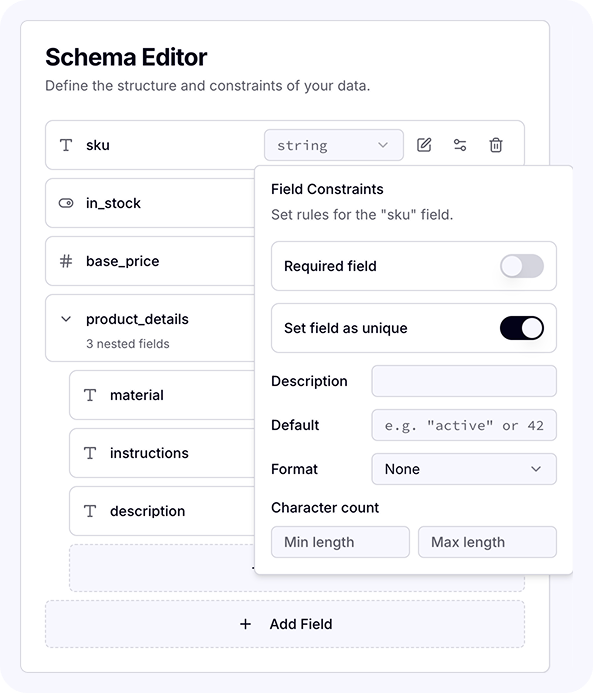 Schema Editor
Define the structure and constraints of your data.
sku
string
Field Constraints
Set rules for the "sku" field.
Required field
Set field as unique
Description
Default
e.g. "active" or 42
Format
None
Character count
Min length
Max length
in_stock
base_price
product_details
3 nested fields
material
instructions
description
+ Add Field